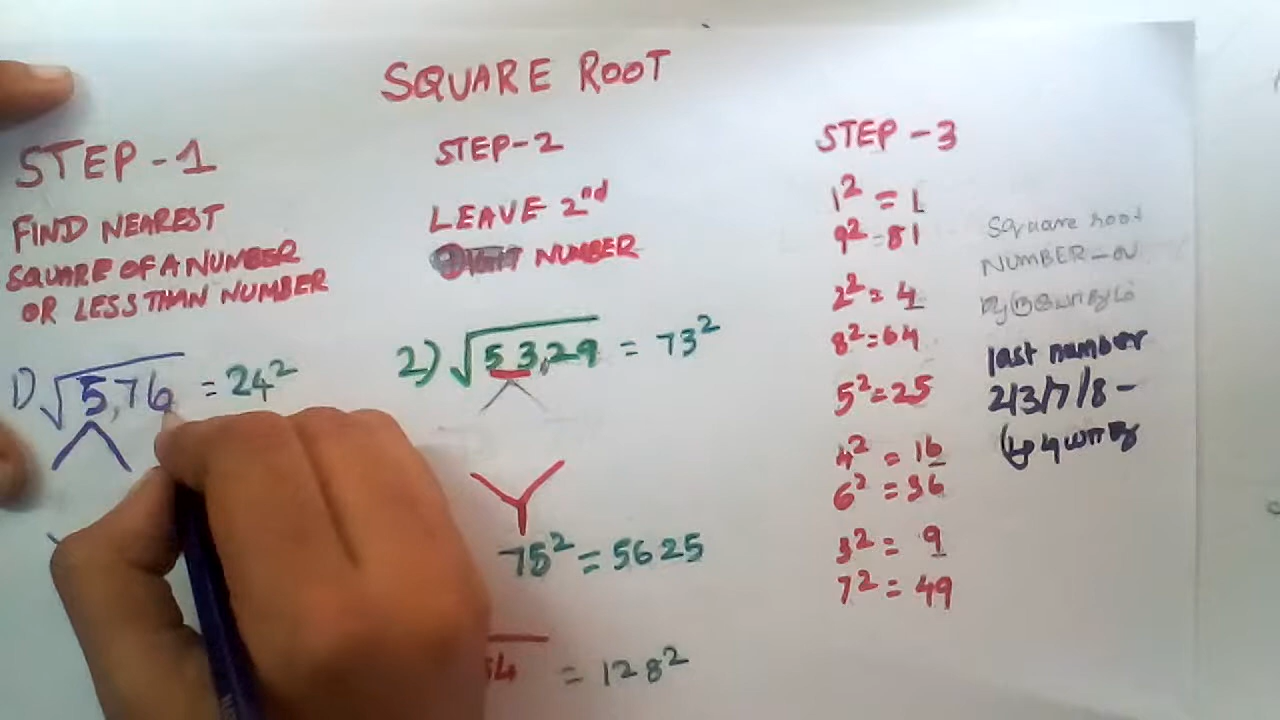 SQUARE ROOT
STEP-1
FIND NEAREST
SQUARE OF A NUMBER
OR LESS THAN NUMBER
1) √5,76 = 24²
STEP-2
LEAVE 2nd
NUMBER
2) √53,29 = 73²
75² = 5625
= 128²
STEP -3
1² = 1
9² = 81
2² = 4
8² = 64
5² = 25
4² = 16
6² = 36
3² = 9
7² = 49
Square root
NUMBER-ல
last number
2/3/7/8 -
முடியாது